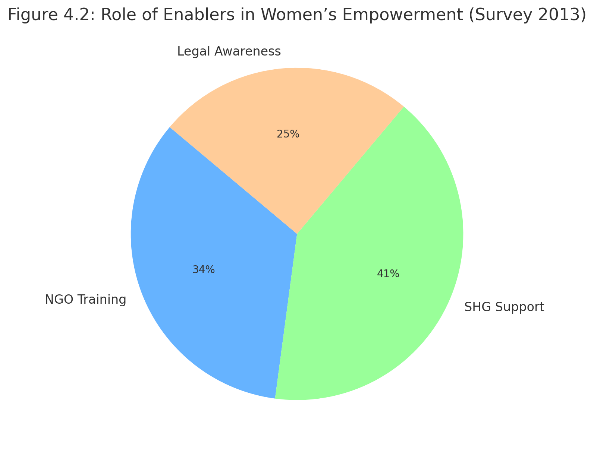 Figure 4.2: Role of Enablers in Women’s Empowerment (Survey 2013)
Legal Awareness
25%
34%
41%
NGO Training
SHG Support